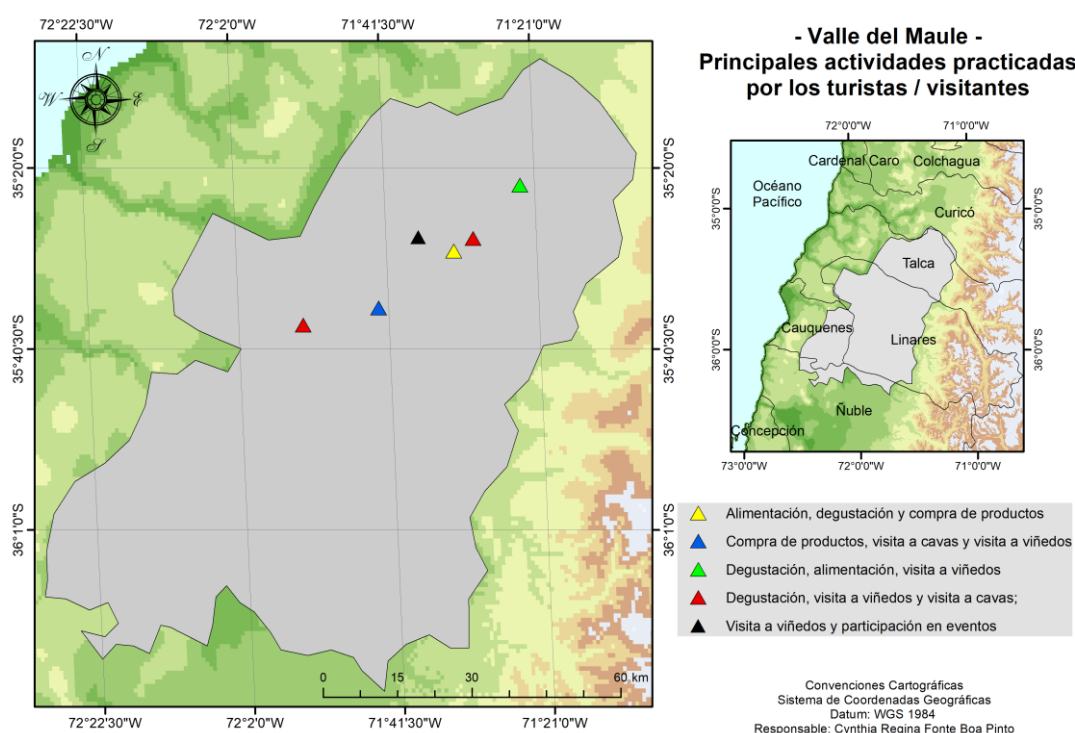 72°22'30"W
72°2'0"W
71°41'30"W
71°21'0"W
N
W
E
S
35°20'0"S
35°20'0"S
35°40'30"S
35°40'30"S
36°1'0"S
36°1'0"S
0
15
30
60 km
72°22'30"W
72°2'0"W
71°41'30"W
71°21'0"W
- Valle del Maule -
Principales actividades practicadas
por los turistas / visitantes
72°0'0"W
71°0'0"W
Cardenal Caro
Colchagua
Océano
Pacífico
35°0'0"S
35°0'0"S
Curicó
Talca
Cauquenes
Linares
36°0'0"S
36°0'0"S
Ñuble
Concepción
73°0'0"W
72°0'0"W
71°0'0"W
Alimentación, degustación y compra de productos
Compra de productos, visita a cavas y visita a viñedos
Degustación, alimentación, visita a viñedos
Degustación, visita a viñedos y visita a cavas;
Visita a viñedos y participación en eventos
Convenciones Cartográficas
Sistema de Coordenadas Geográficas
Datum: WGS 1984
Responsable: Cynthia Regina Fonte Boa Pinto